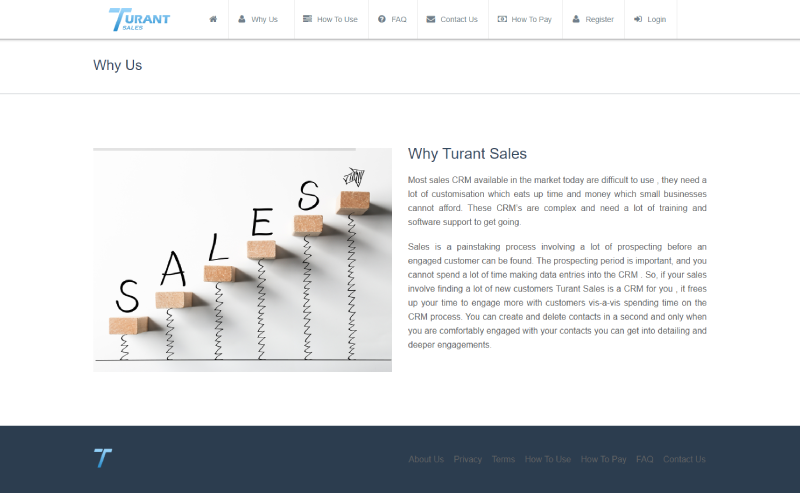 TURANT
SALES
Why Us
How To Use
FAQ
Contact Us
How To Pay
Register
Login
Why Us
SALES
Why Turant Sales
Most sales CRM available in the market today are difficult to use , they need a
lot of customisation which eats up time and money which small businesses
cannot afford. These CRM's are complex and need a lot of training and
software support to get going.
Sales is a painstaking process involving a lot of prospecting before an
engaged customer can be found. The prospecting period is important, and you
cannot spend a lot of time making data entries into the CRM . So, if your sales
involve finding a lot of new customers Turant Sales is a CRM for you , it frees
up your time to engage more with customers vis-a-vis spending time on the
CRM process. You can create and delete contacts in a second and only when
you are comfortably engaged with your contacts you can get into detailing and
deeper engagements.
T
About Us Privacy Terms How To Use How To Pay FAQ Contact Us